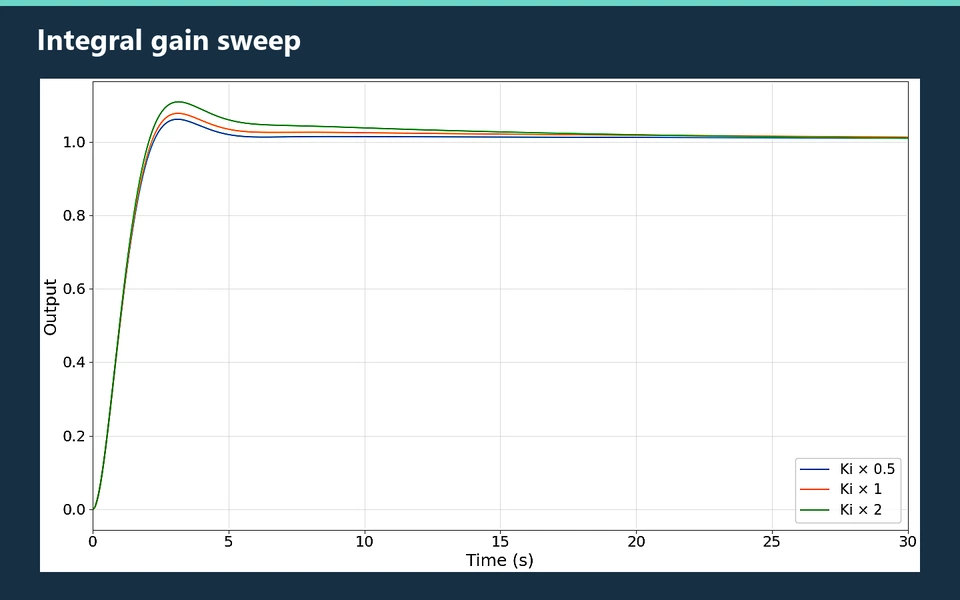 Integral gain sweep
1.0
0.8
0.6
0.4
0.2
0.0
Output
Ki × 0.5
Ki × 1
Ki × 2
0 5 10 15 20 25 30
Time (s)